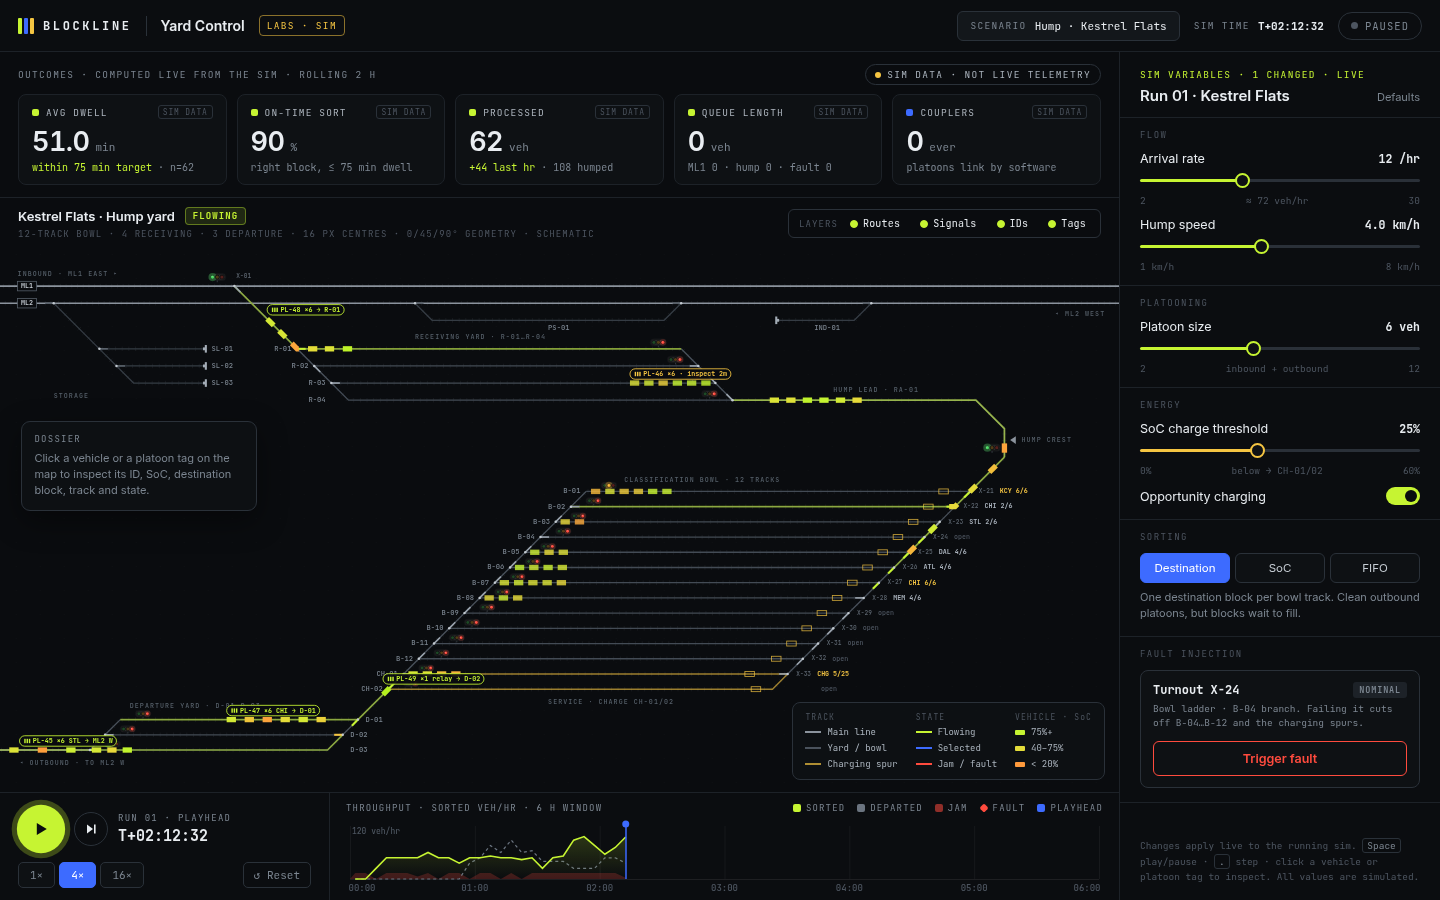 BLOCKLINE
Yard Control
LABS · SIM
SCENARIO Hump · Kestrel Flats
SIM TIME T+02:12:32
PAUSED
OUTCOMES · COMPUTED LIVE FROM THE SIM · ROLLING 2 H
SIM DATA · NOT LIVE TELEMETRY
AVG DWELL SIM DATA
51.0 min
within 75 min target · n=62
ON-TIME SORT SIM DATA
90 %
right block, ≤ 75 min dwell
PROCESSED SIM DATA
62 veh
+44 last hr · 108 humped
QUEUE LENGTH SIM DATA
0 veh
ML1 0 · hump 0 · fault 0
COUPLERS SIM DATA
0 ever
platoons link by software
Kestrel Flats · Hump yard FLOWING
12-TRACK BOWL · 4 RECEIVING · 3 DEPARTURE · 16 PX CENTRES · 0/45/90° GEOMETRY · SCHEMATIC
LAYERS Routes Signals IDs Tags
INBOUND · ML1 EAST
X-01
ML1
ML2
PL-48 ×6 → R-01
ML2 WEST
PS-01
IND-01
RECEIVING YARD · R-01…R-04
SL-01
SL-02
SL-03
STORAGE
R-01
R-02
R-03
R-04
PL-46 ×6 · inspect 2m
HUMP LEAD · RA-01
HUMP CREST
DOSSIER
Click a vehicle or a platoon tag on the
map to inspect its ID, SoC, destination
block, track and state.
CLASSIFICATION BOWL · 12 TRACKS
B-01 X-21 KCY 6/6
B-02 X-22 CHI 2/6
B-03 X-23 STL 2/6
B-04 X-24 open
B-05 X-25 DAL 4/6
B-06 X-26 ATL 4/6
B-07 X-27 CHI 6/6
B-08 X-28 MEM 4/6
B-09 X-29 open
B-10 X-30 open
B-11 X-31 open
B-12 X-32 open
X-33 CHG 5/25
PL-49 ×1 relay → D-02
CH-02 open
SERVICE · CHARGE CH-01/02
DEPARTURE YARD ·
PL-47 ×6 CHI → D-01
D-01
D-02
D-03
PL-45 ×6 STL → ML2 W
OUTBOUND · TO ML2 W
TRACK STATE VEHICLE · SoC
Main line Flowing 75%+
Yard / bowl Selected 40–75%
Charging spur Jam / fault < 20%
RUN 01 · PLAYHEAD
T+02:12:32
1× 4× 16× ↺ Reset
THROUGHPUT · SORTED VEH/HR · 6 H WINDOW
SORTED DEPARTED JAM FAULT PLAYHEAD
120 veh/hr
00:00 01:00 02:00 03:00 04:00 05:00 06:00
SIM VARIABLES · 1 CHANGED · LIVE
Run 01 · Kestrel Flats Defaults
FLOW
Arrival rate 12 /hr
2 ≈ 72 veh/hr 30
Hump speed 4.0 km/h
1 km/h 8 km/h
PLATOONING
Platoon size 6 veh
2 inbound + outbound 12
ENERGY
SoC charge threshold 25%
0% below → CH-01/02 60%
Opportunity charging
SORTING
Destination SoC FIFO
One destination block per bowl track. Clean outbound
platoons, but blocks wait to fill.
FAULT INJECTION
Turnout X-24 NOMINAL
Bowl ladder · B-04 branch. Failing it cuts
off B-04…B-12 and the charging spurs.
Trigger fault
Changes apply live to the running sim. Space
play/pause · . step · click a vehicle or
platoon tag to inspect. All values are simulated.